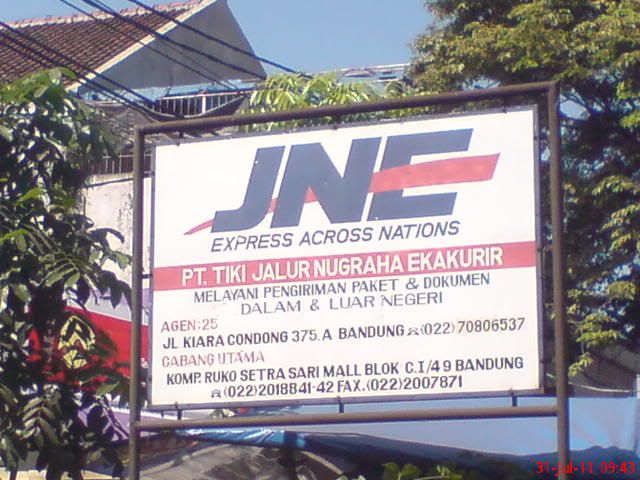 JNE
EXPRESS ACROSS NATIONS
PT. TIKI JALUR NUGRAHA EKAKURIR
MELAYANI PENGIRIMAN PAKET & DOKUMEN
DALAM & LUAR NEGERI
AGEN: 25
JL KIARA CONDONG 375. A BANDUNG ☎(022) 70806537
CABANG UTAMA
KOMP. RUKO SETRA SARI MALL BLOK C.I/49 BANDUNG
☎(022)2018841-42 FAX.(022)2007871
31-jul-11 09:43